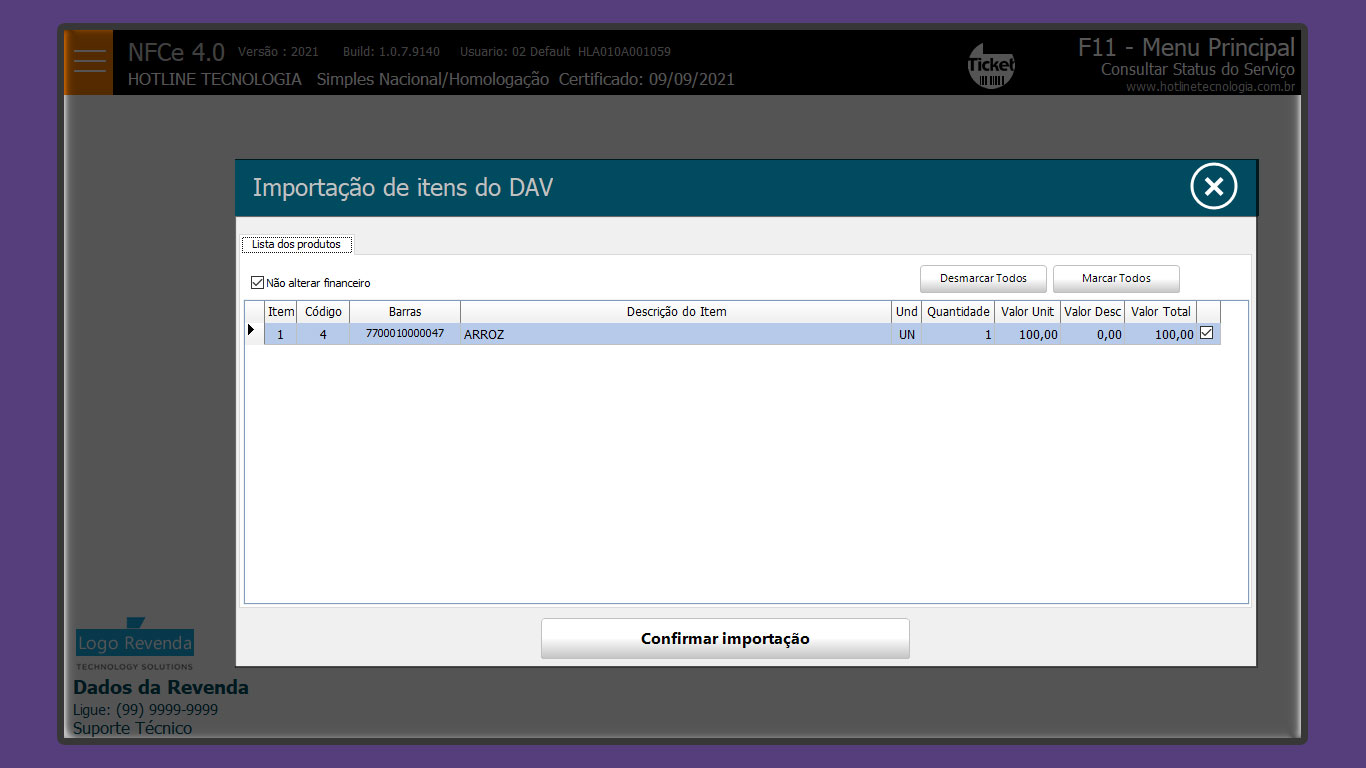 NFCe 4.0 Versão : 2021 Build: 1.0.7.9140 Usuario: 02 Default HLA010A001059
HOTLINE TECNOLOGIA Simples Nacional/Homologação Certificado: 09/09/2021
Ticket
F11 - Menu Principal
Consultar Status do Serviço
www.hotlinetecnologia.com.br
Importação de itens do DAV
Lista dos produtos
Não alterar financeiro
Desmarcar Todos Marcar Todos
Item Código Barras Descrição do Item Und Quantidade Valor Unit Valor Desc Valor Total
1 4 7700010000047 ARROZ UN 1 100,00 0,00 100,00
Confirmar importação
Logo Revenda
TECHNOLOGY SOLUTIONS
Dados da Revenda
Ligue: (99) 9999-9999
Suporte Técnico